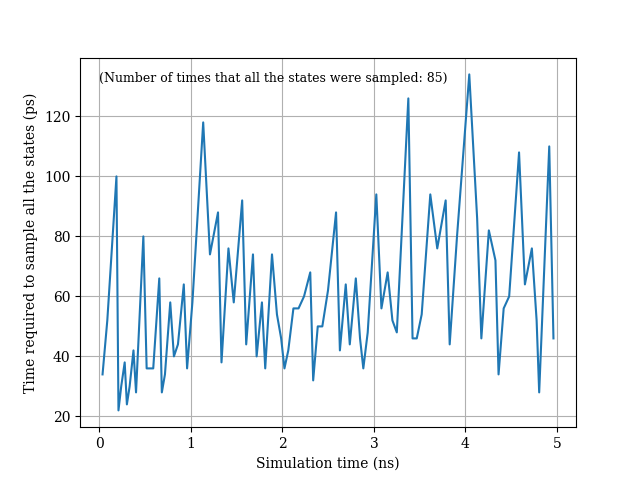 (Number of times that all the states were sampled: 85)
Time required to sample all the states (ps)
120
100
80
60
40
20
0 1 2 3 4 5
Simulation time (ns)